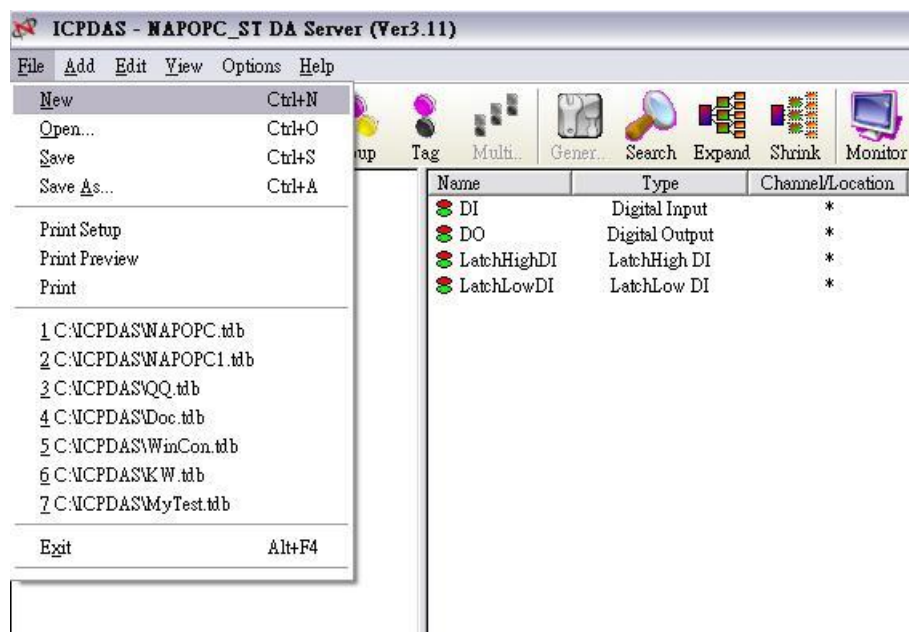 ICPDAS - NAPOPC_ST DA Server (Ver3.11)
File Add Edit View Options Help
New Ctrl+N
Open... Ctrl+O
Save Ctrl+S
Save As... Ctrl+A
Print Setup
Print Preview
Print
1 C:\ICPDAS\NAPOPC.tdb
2 C:\ICPDAS\NAPOPC1.tdb
3 C:\ICPDAS\QQ.tdb
4 C:\ICPDAS\Doc.tdb
5 C:\ICPDAS\WinCon.tdb
6 C:\ICPDAS\KW.tdb
7 C:\ICPDAS\MyTest.tdb
Exit Alt+F4
up Tag Multi.. Gener.. Search Expand Shrink Monitor
Name Type Channel/Location
DI Digital Input *
DO Digital Output *
LatchHighDI LatchHigh DI *
LatchLowDI LatchLow DI *